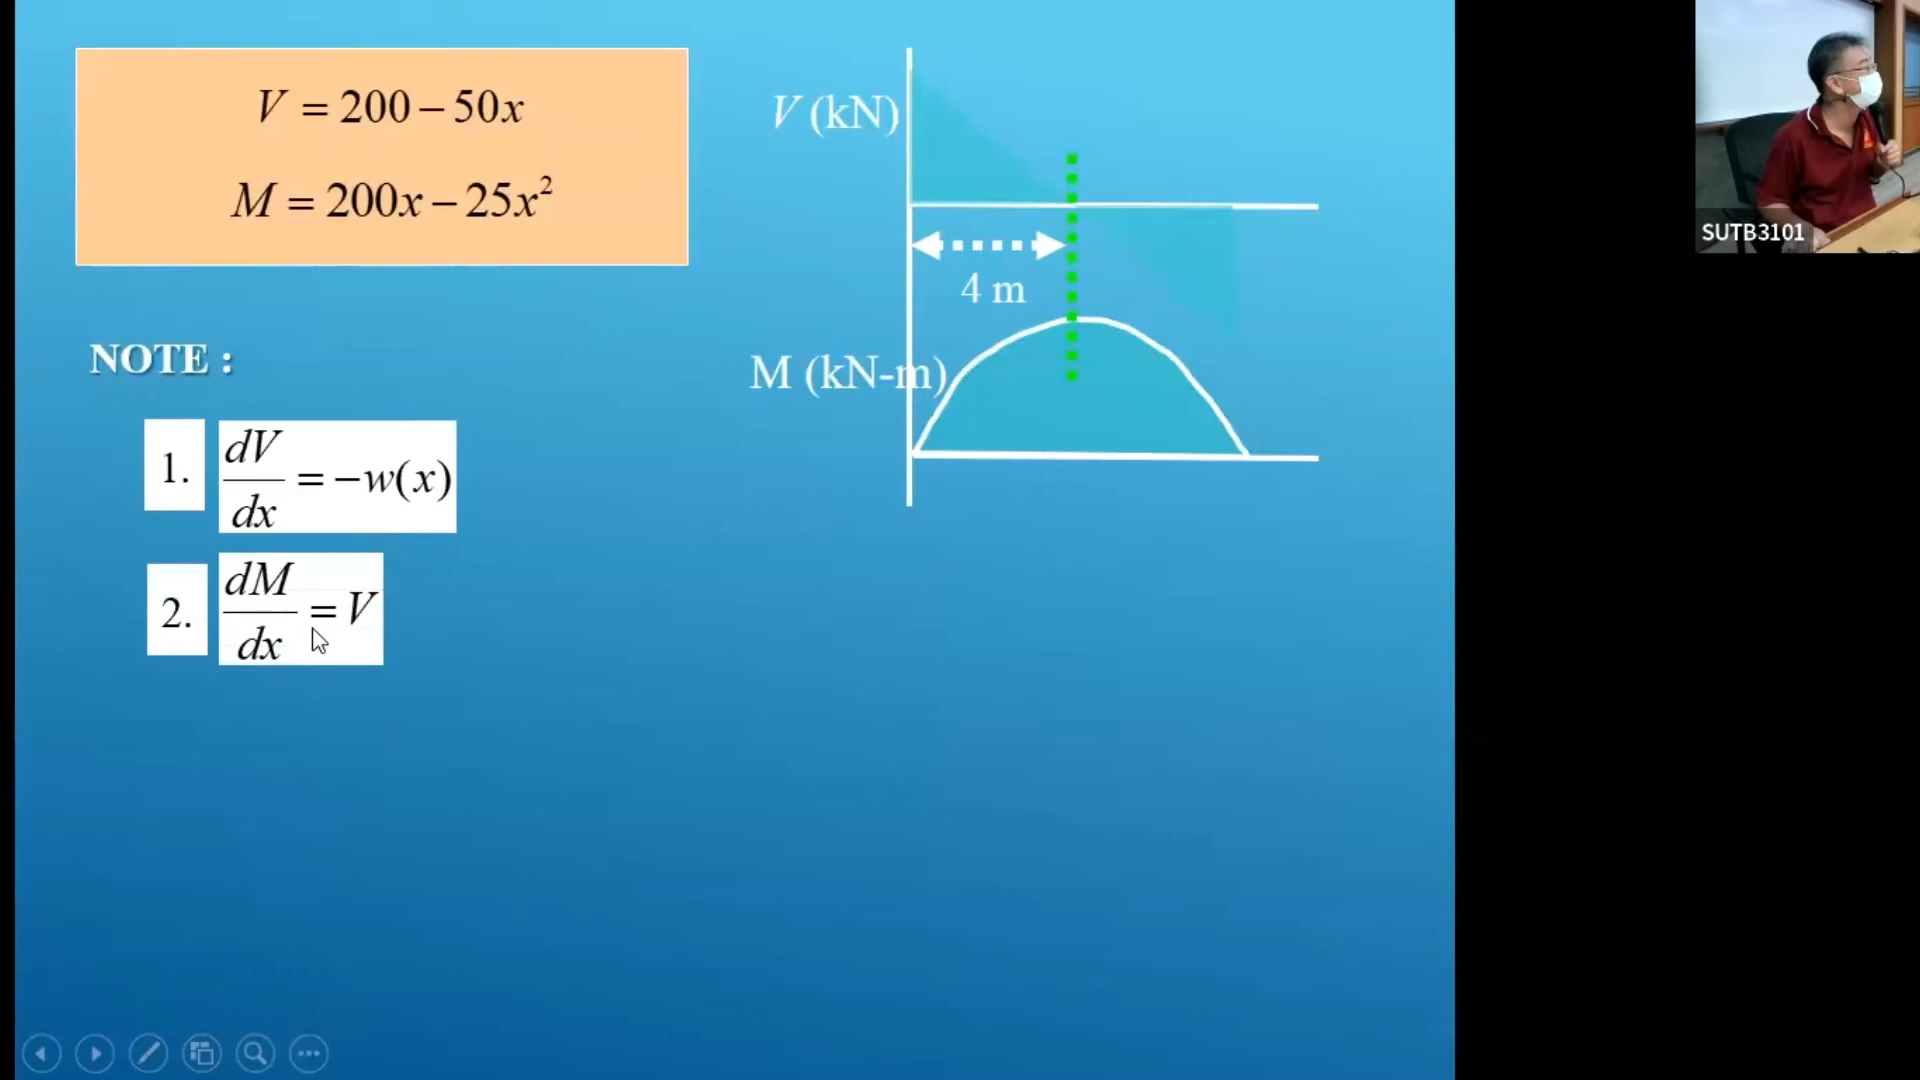 V = 200 − 50x
M = 200x − 25x²
NOTE :
1. dV/dx = −w(x)
2. dM/dx = V
V (kN)
4 m
M (kN-m)
SUTB3101